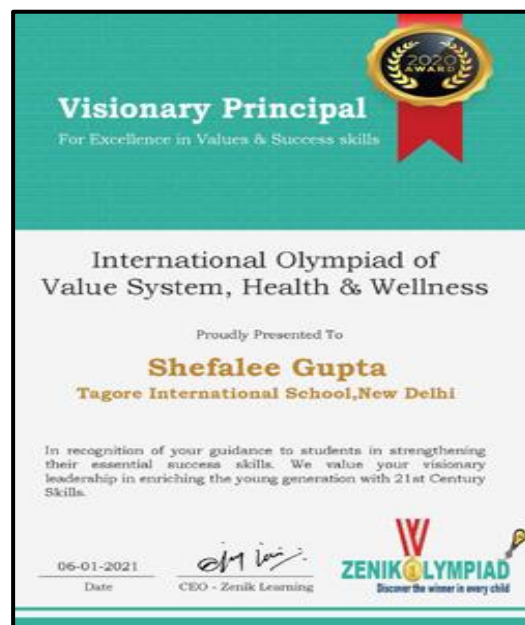 2020
AWARD
Visionary Principal
For Excellence in Values & Success skills
International Olympiad of
Value System, Health & Wellness
Proudly Presented To
Shefalee Gupta
Tagore International School,New Delhi
In recognition of your guidance to students in strengthening
their essential success skills. We value your visionary
leadership in enriching the young generation with 21st Century
Skills.
06-01-2021
Date
CEO - Zenik Learning
ZENIK OLYMPIAD
Discover the winner in every child